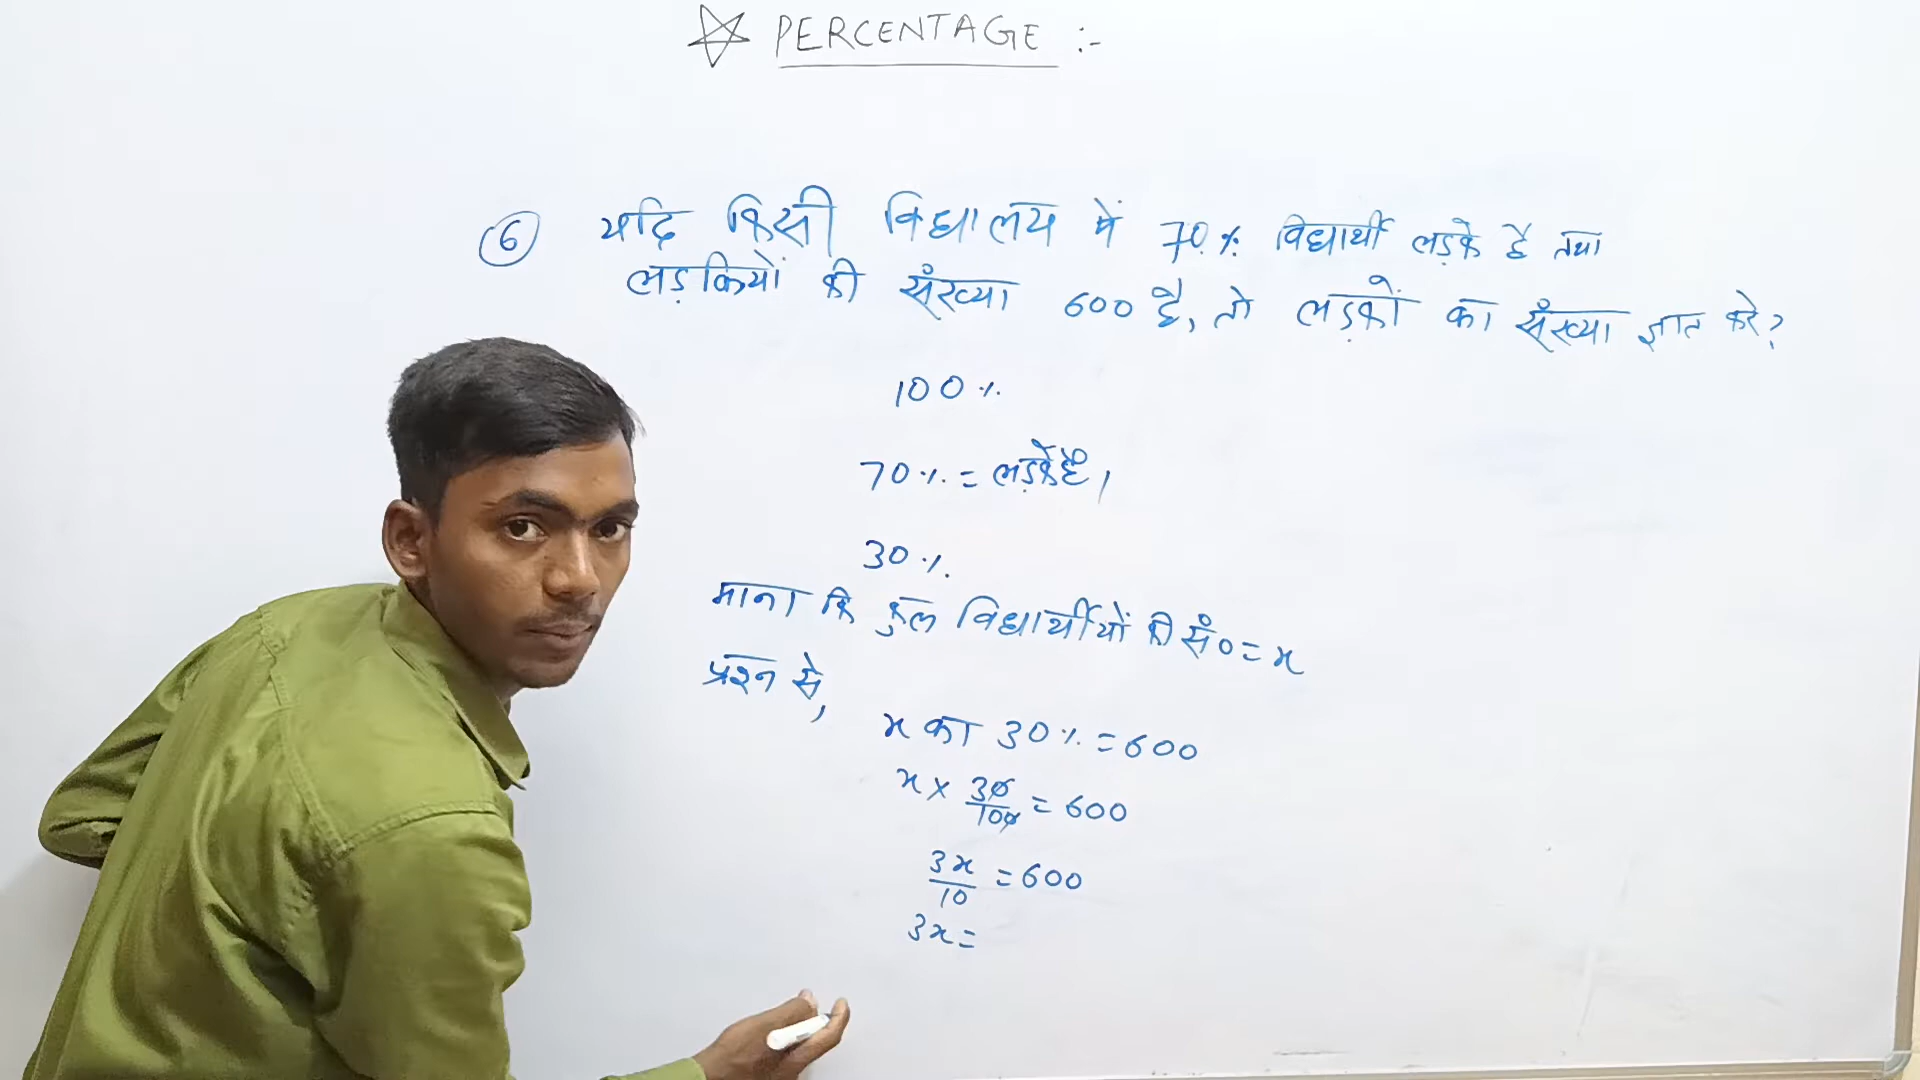 ☆ PERCENTAGE :-
⑥ यदि किसी विद्यालय में 70% विद्यार्थी लड़के है तथा
लड़कियों की संख्या 600 है, तो लड़कों का संख्या ज्ञात करे?
100%
70% = लड़के है।
30%
माना कि कुल विद्यार्थीयों की सं० = x
प्रश्न से,
x का 30% = 600
x × 30/100 = 600
3x/10 = 600
3x =